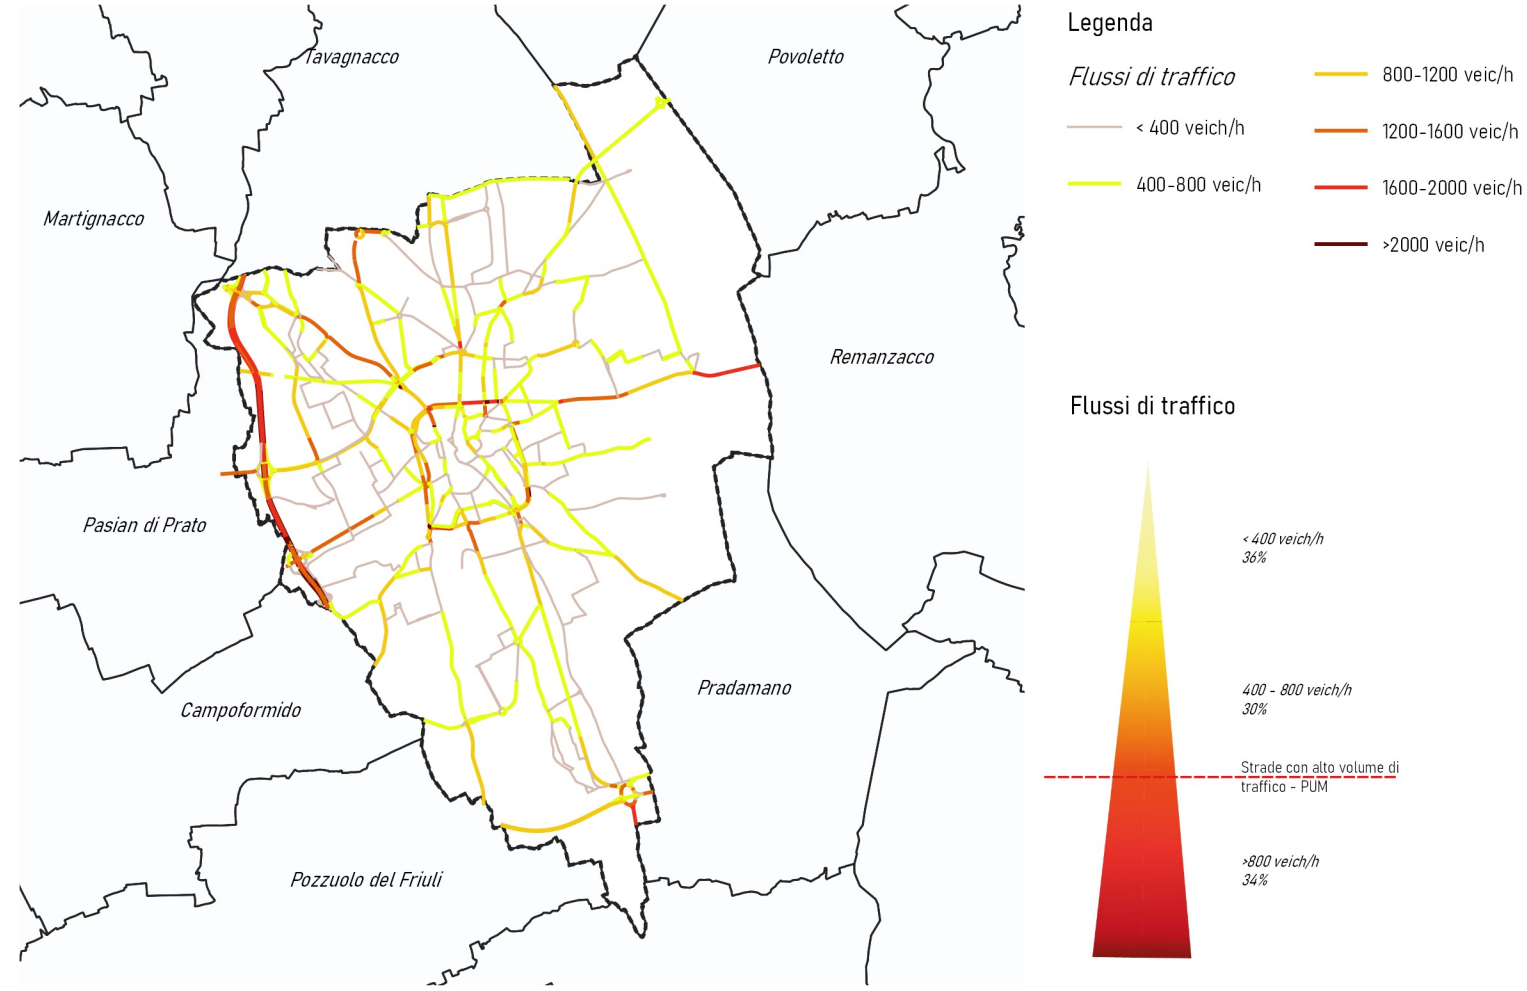 Tavagnacco
Povoletto
Martignacco
Remanzacco
Pasian di Prato
Pradamano
Campoformido
Pozzuolo del Friuli
Legenda
Flussi di traffico
< 400 veich/h
400-800 veic/h
800-1200 veic/h
1200-1600 veic/h
1600-2000 veic/h
>2000 veic/h
Flussi di traffico
< 400 veich/h
36%
400 - 800 veich/h
30%
Strade con alto volume di
traffico - PUM
>800 veich/h
34%